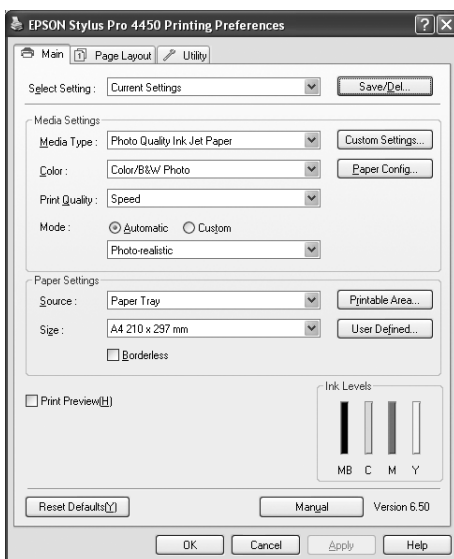 EPSON Stylus Pro 4450 Printing Preferences
Main Page Layout Utility
Select Setting : Current Settings Save/Del...
Media Settings
Media Type : Photo Quality Ink Jet Paper Custom Settings...
Color : Color/B&W Photo Paper Config...
Print Quality : Speed
Mode : Automatic Custom
Photo-realistic
Paper Settings
Source : Paper Tray Printable Area...
Size : A4 210 x 297 mm User Defined...
Borderless
Ink Levels
Print Preview(H)
MB C M Y
Reset Defaults(Y) Manual Version 6.50
OK Cancel Apply Help